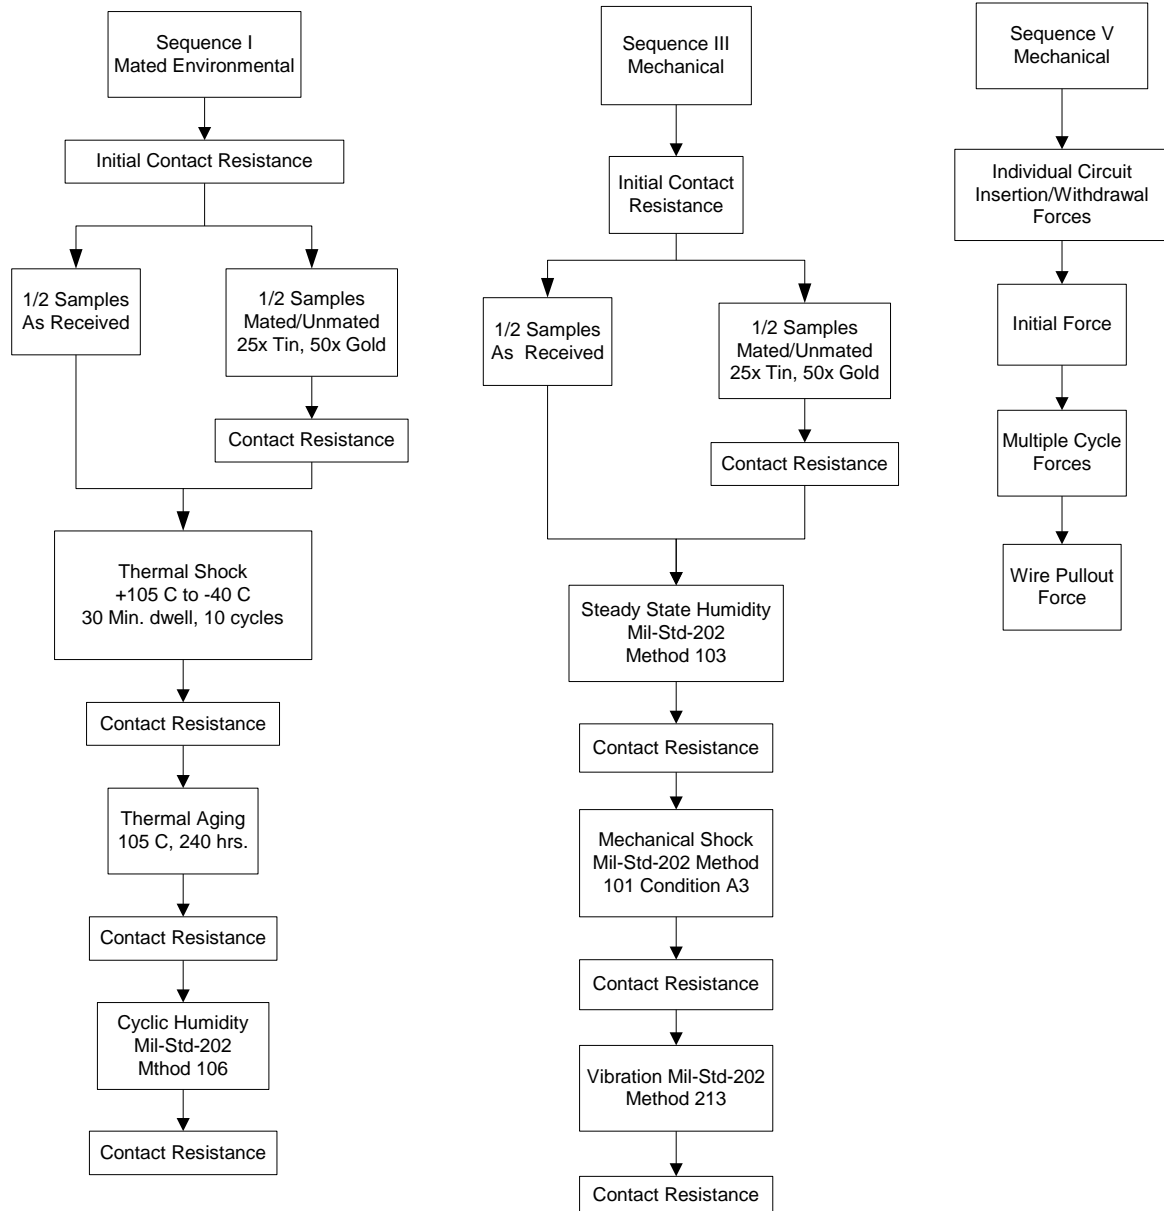 Sequence I
Mated Environmental
Initial Contact Resistance
1/2 Samples
As Received
1/2 Samples
Mated/Unmated
25x Tin, 50x Gold
Contact Resistance
Thermal Shock
+105 C to -40 C
30 Min. dwell, 10 cycles
Contact Resistance
Thermal Aging
105 C, 240 hrs.
Contact Resistance
Cyclic Humidity
Mil-Std-202
Mthod 106
Contact Resistance
Sequence III
Mechanical
Initial Contact
Resistance
1/2 Samples
As Received
1/2 Samples
Mated/Unmated
25x Tin, 50x Gold
Contact Resistance
Steady State Humidity
Mil-Std-202
Method 103
Contact Resistance
Mechanical Shock
Mil-Std-202 Method
101 Condition A3
Contact Resistance
Vibration Mil-Std-202
Method 213
Contact Resistance
Sequence V
Mechanical
Individual Circuit
Insertion/Withdrawal
Forces
Initial Force
Multiple Cycle
Forces
Wire Pullout
Force